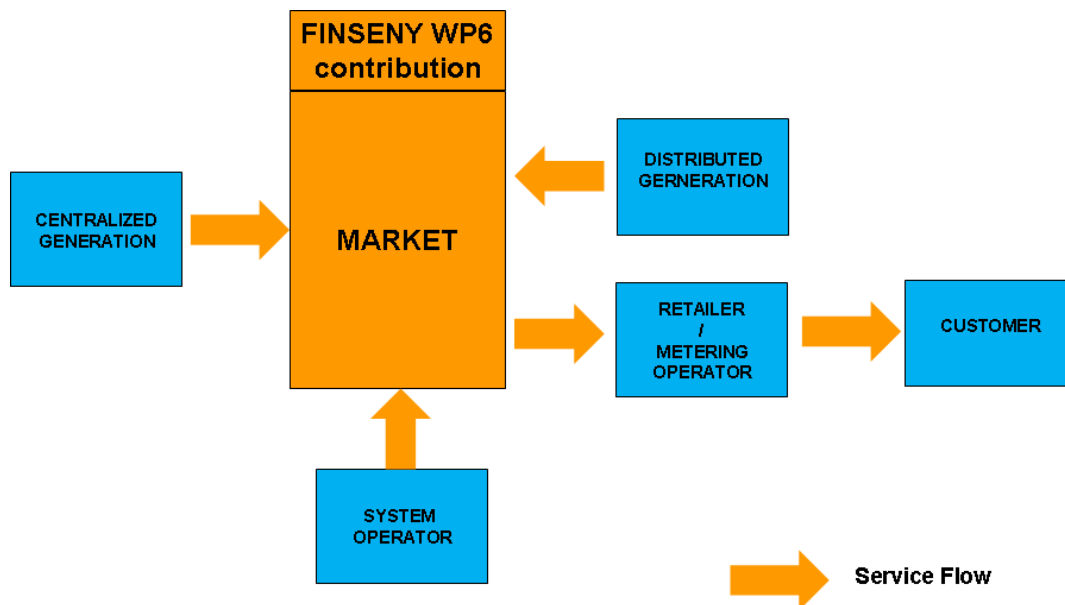 FINSENY WP6
contribution
MARKET
CENTRALIZED
GENERATION
DISTRIBUTED
GERNERATION
RETAILER
/
METERING
OPERATOR
CUSTOMER
SYSTEM
OPERATOR
Service Flow